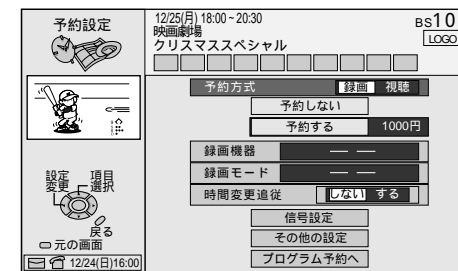 予約設定
12/25(月) 18:00~20:30
映画劇場
クリスマススペシャル
BS10
LOGO
予約方式 録画 視聴
予約しない
予約する 1000円
録画機器 ― ―
録画モード ― ―
時間変更追従 しない する
信号設定
その他の設定
プログラム予約へ
設定変更
項目選択
戻る
元の画面
12/24(日)16:00